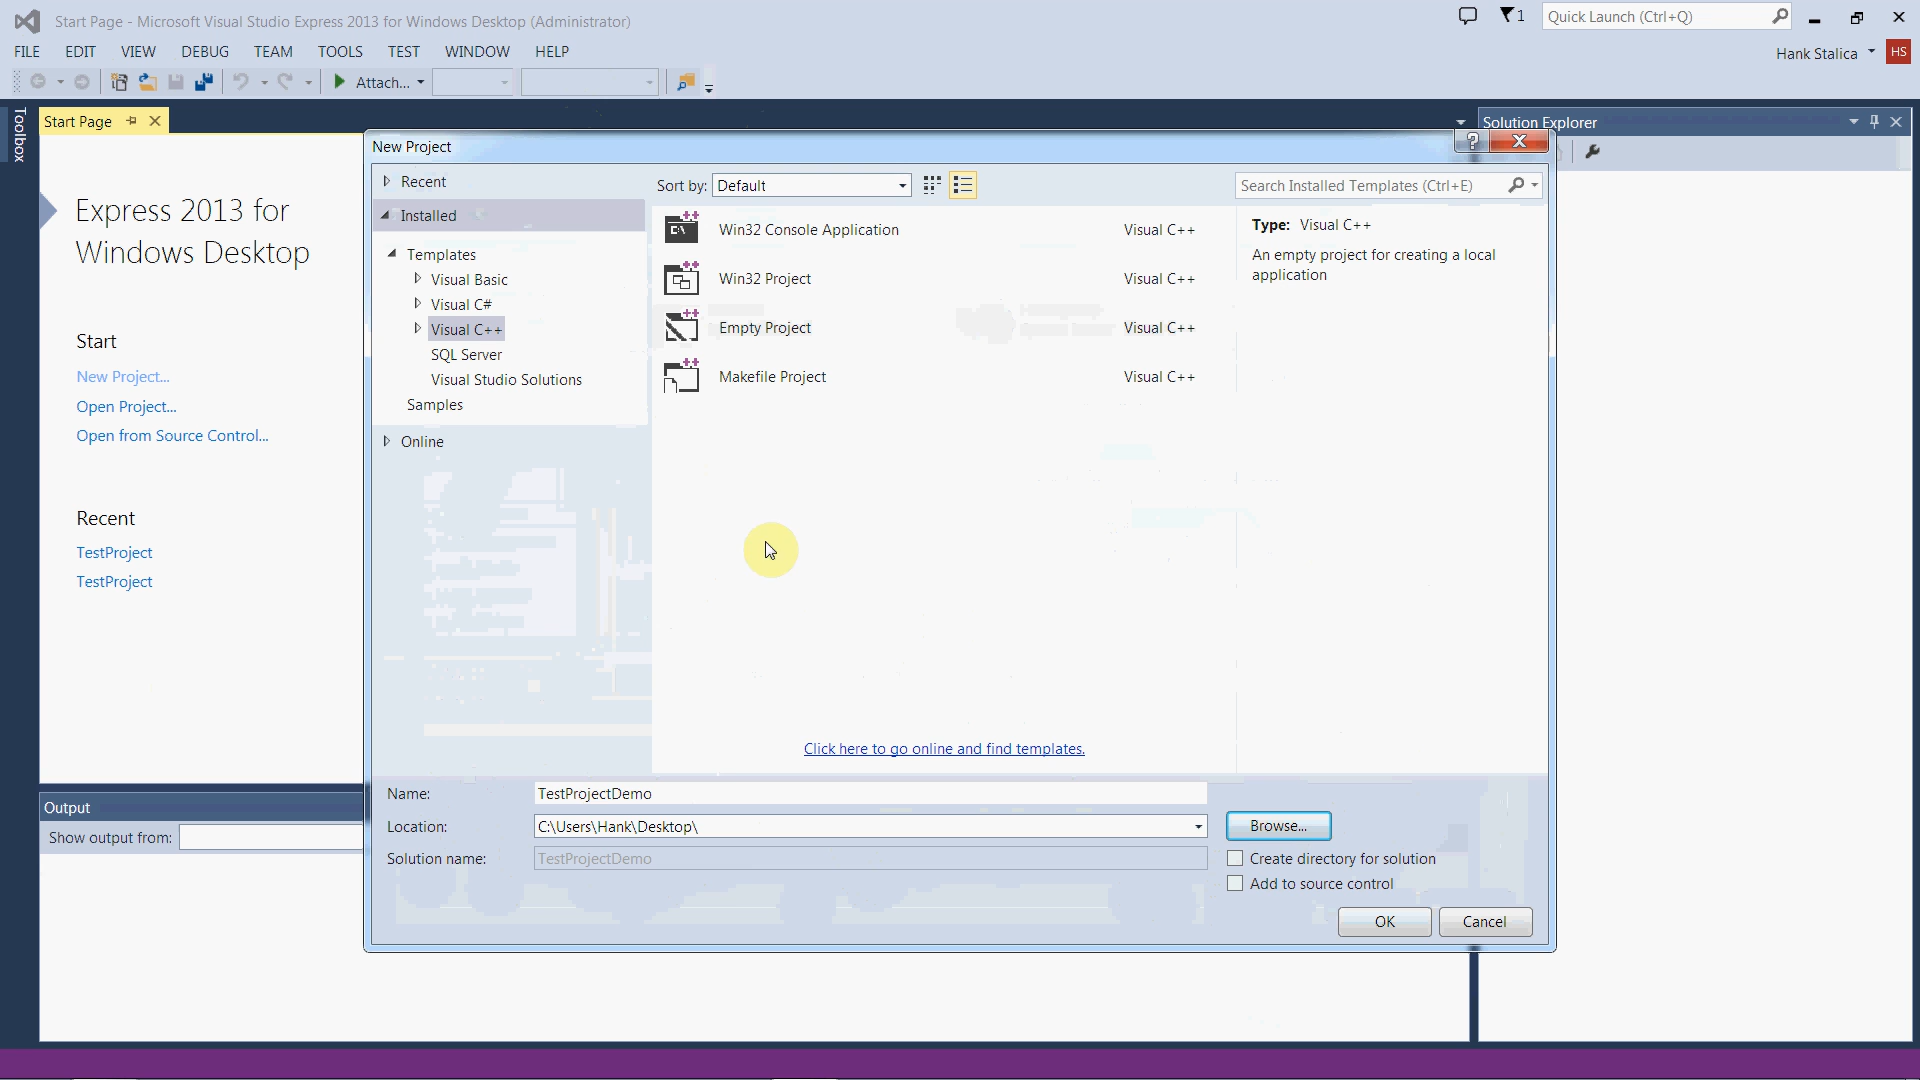 Start Page - Microsoft Visual Studio Express 2013 for Windows Desktop (Administrator)
1
Quick Launch (Ctrl+Q)
FILE EDIT VIEW DEBUG TEAM TOOLS TEST WINDOW HELP
Hank Stalica
HS
Attach...
Toolbox
Start Page
Solution Explorer
Express 2013 for
Windows Desktop
Start
New Project...
Open Project...
Open from Source Control...
Recent
TestProject
TestProject
Output
Show output from:
New Project
?
Recent
Installed
Templates
Visual Basic
Visual C#
Visual C++
SQL Server
Visual Studio Solutions
Samples
Online
Sort by: Default
Search Installed Templates (Ctrl+E)
Win32 Console Application Visual C++
Win32 Project Visual C++
Empty Project Visual C++
Makefile Project Visual C++
Type: Visual C++
An empty project for creating a local
application
Click here to go online and find templates.
Name: TestProjectDemo
Location: C:\Users\Hank\Desktop\
Browse...
Solution name: TestProjectDemo
Create directory for solution
Add to source control
OK Cancel